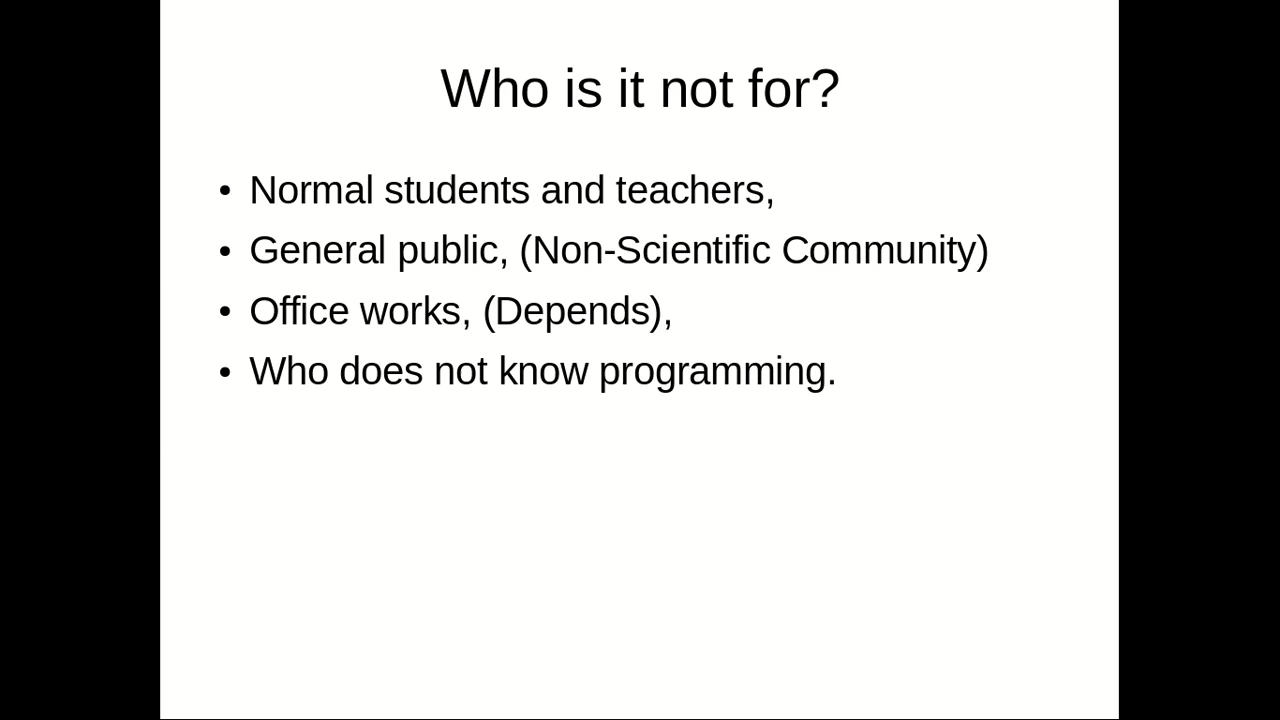 Who is it not for?
• Normal students and teachers,
• General public, (Non-Scientific Community)
• Office works, (Depends),
• Who does not know programming.